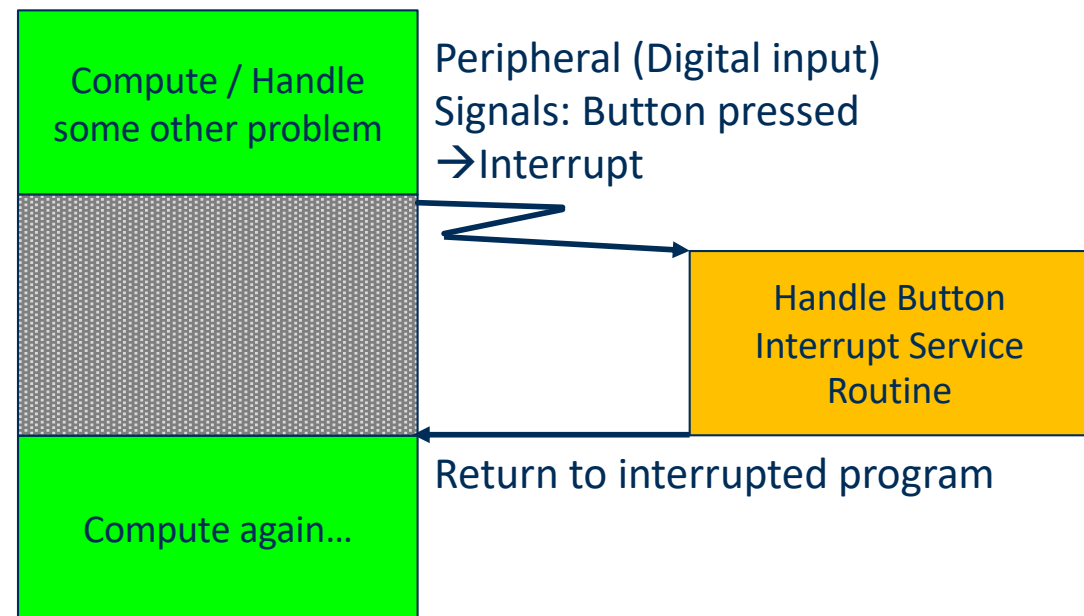 Compute / Handle
some other problem
Peripheral (Digital input)
Signals: Button pressed
→Interrupt
Handle Button
Interrupt Service
Routine
Return to interrupted program
Compute again…